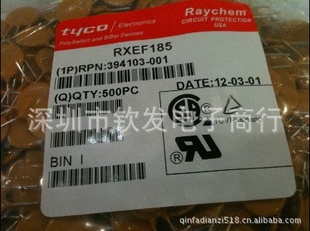 tyco Electronics
PolySwitch and SiBar Devices
Raychem
CIRCUIT PROTECTION
USA
RXEF185
(1P)RPN:394103-001
DATE:12-03-01
(Q)QTY:500PC
深圳市钦发电子商行
BIN I
qinfadianzi518.cn.alibaba.com